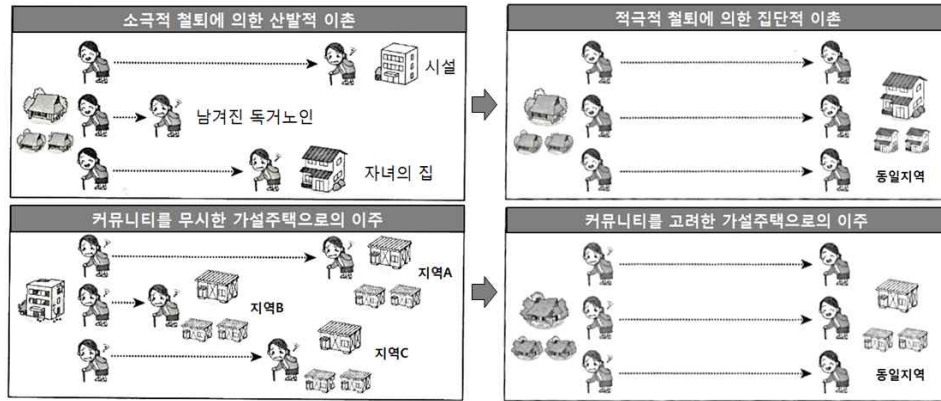 소극적 철퇴에 의한 산발적 이촌
시설
남겨진 독거노인
자녀의 집
적극적 철퇴에 의한 집단적 이촌
동일지역
커뮤니티를 무시한 가설주택으로의 이주
지역A
지역B
지역C
커뮤니티를 고려한 가설주택으로의 이주
동일지역